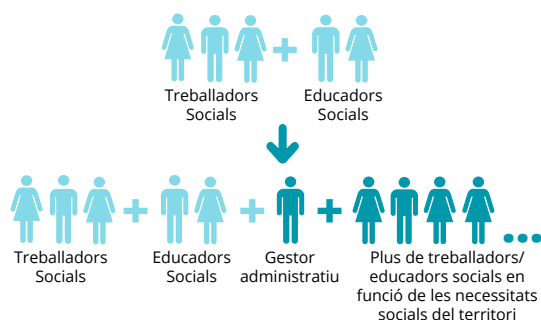 Treballadors
Socials
Educadors
Socials
Treballadors
Socials
Educadors
Socials
Gestor
administratiu
Plus de treballadors/
educadors socials en
funció de les necessitats
socials del territori